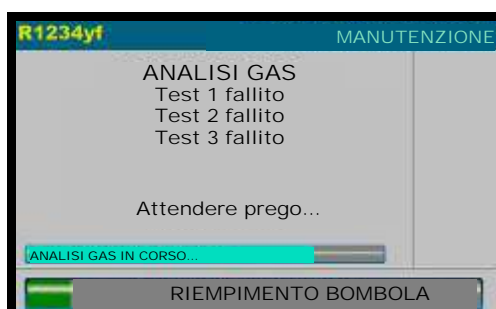 R1234yf
MANUTENZIONE
ANALISI GAS
Test 1 fallito
Test 2 fallito
Test 3 fallito
Attendere prego...
ANALISI GAS IN CORSO...
RIEMPIMENTO BOMBOLA